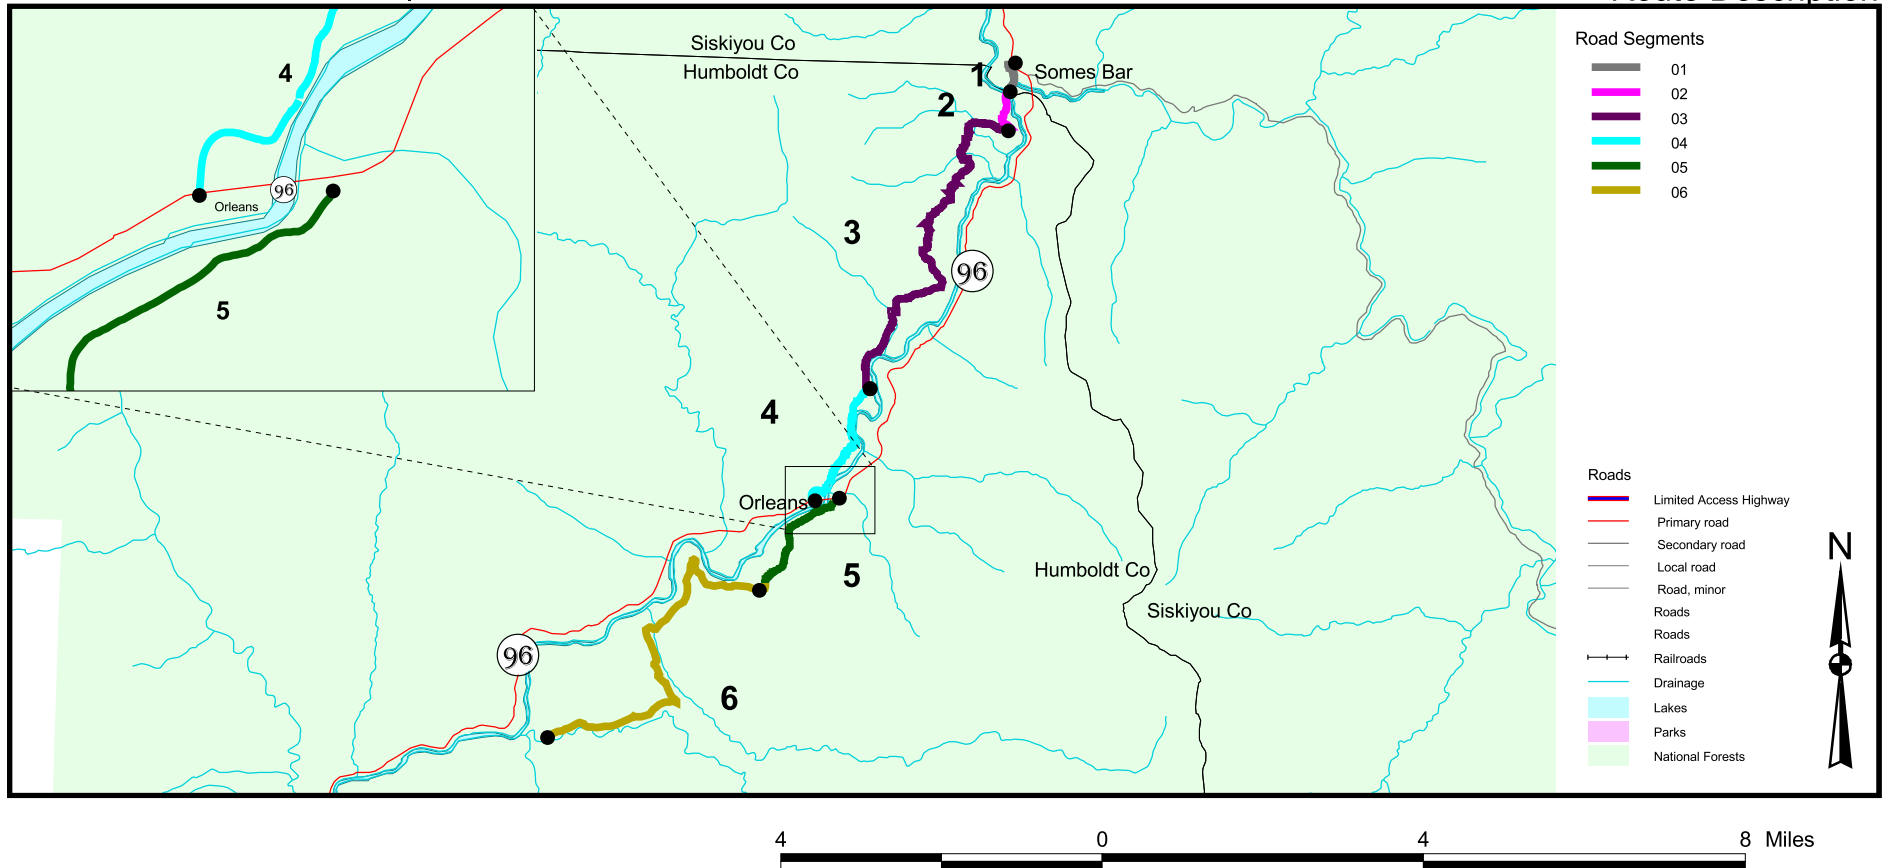 Route Description
Siskiyou Co
Humboldt Co
Somes Bar
1
2
3
4
5
6
96
96
Orleans
Humboldt Co
Siskiyou Co
4
96
Orleans
5
Road Segments
01
02
03
04
05
06
Roads
Limited Access Highway
Primary road
Secondary road
Local road
Road, minor
Roads
Roads
Railroads
Drainage
Lakes
Parks
National Forests
N
4 0 4 8 Miles